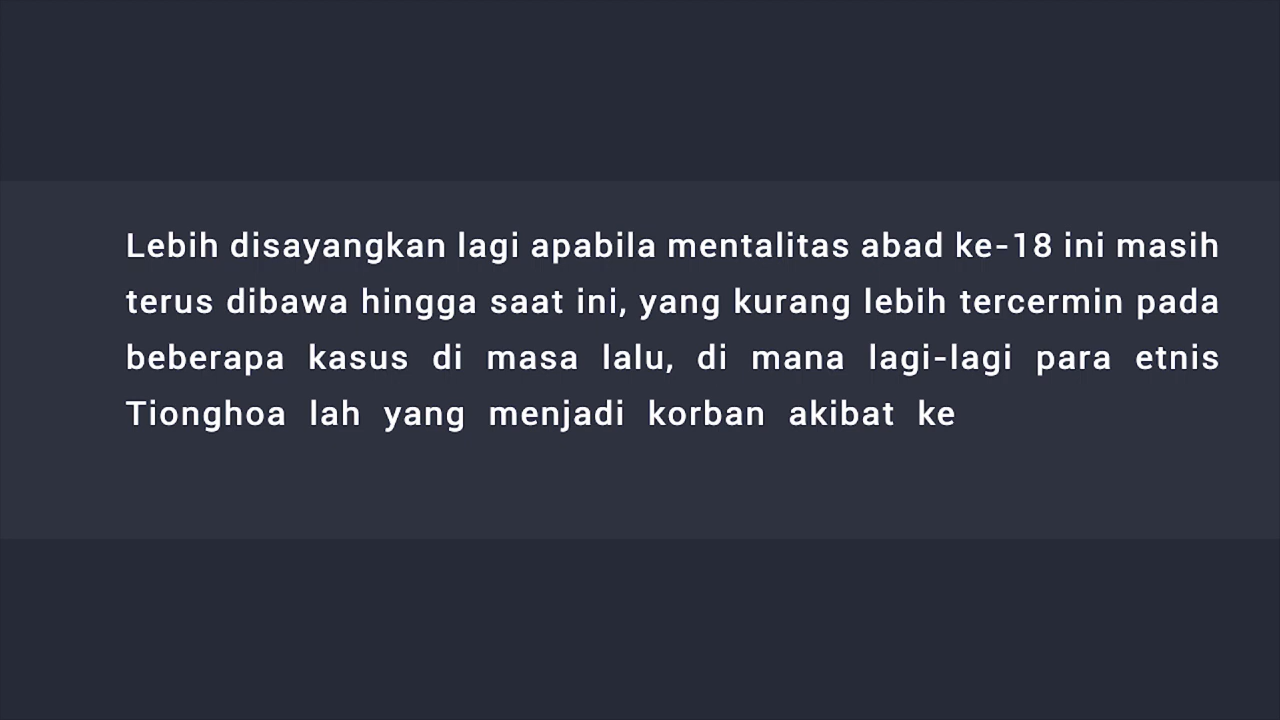 Lebih disayangkan lagi apabila mentalitas abad ke-18 ini masih
terus dibawa hingga saat ini, yang kurang lebih tercermin pada
beberapa kasus di masa lalu, di mana lagi-lagi para etnis
Tionghoa lah yang menjadi korban akibat ke